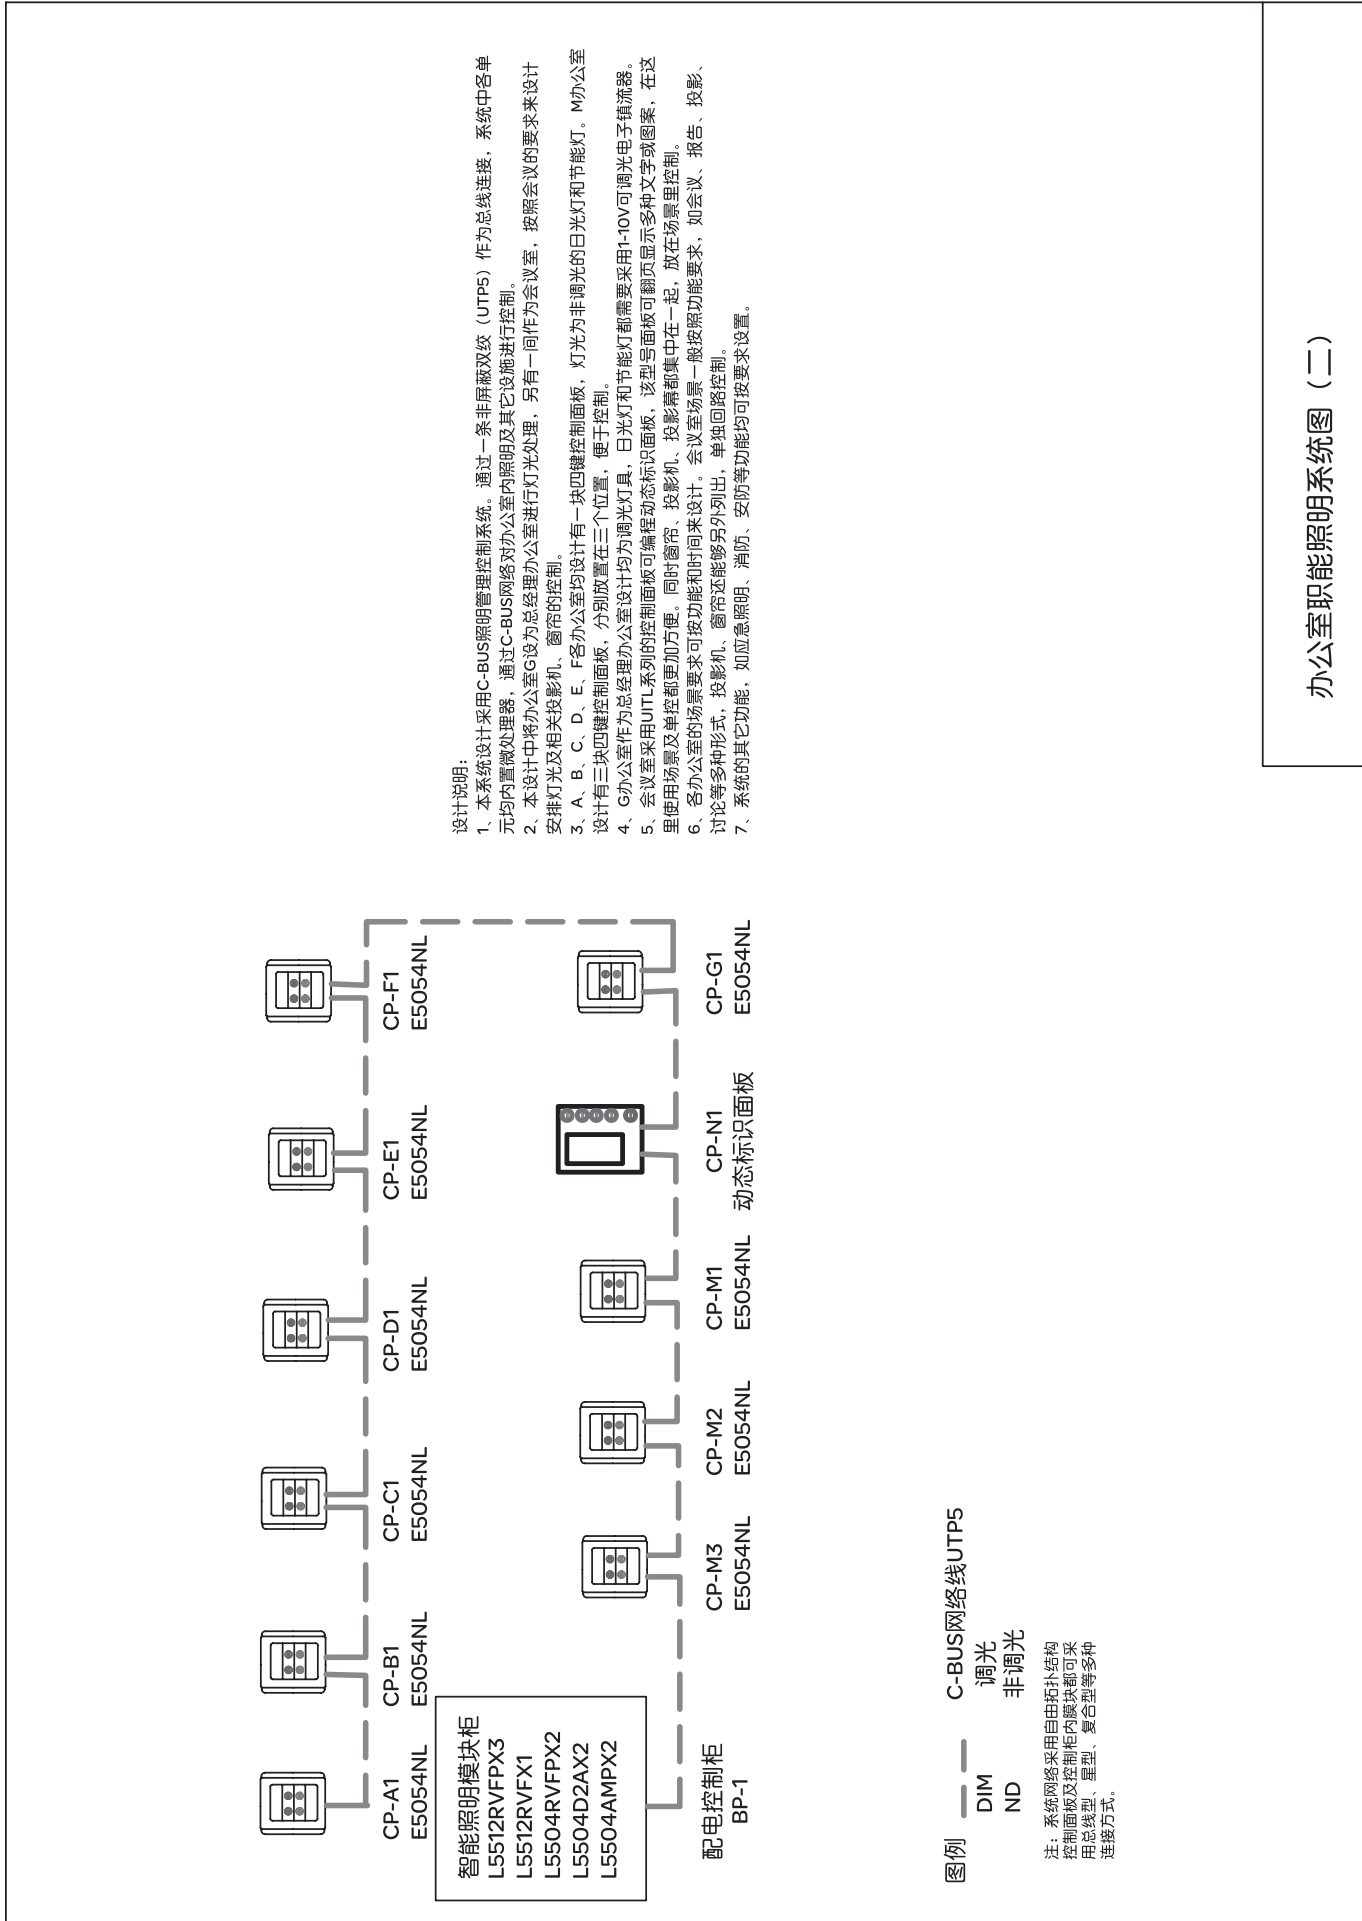 CP-A1
E5054NL
CP-B1
E5054NL
CP-C1
E5054NL
CP-D1
E5054NL
CP-E1
E5054NL
CP-F1
E5054NL
智能照明模块柜
L5512RVFPX3
L5512RVFX1
L5504RVFPX2
L5504D2AX2
L5504AMPX2
配电控制柜
BP-1
CP-M3
E5054NL
CP-M2
E5054NL
CP-M1
E5054NL
CP-N1
动态标识面板
CP-G1
E5054NL
图例
C-BUS网络线UTP5
DIM 调光
ND 非调光
注：系统网络采用自由拓扑结构
控制面板及控制柜内膜块都可采
用总线型、星型、复合型等多种
连接方式。
设计说明：
1、本系统设计采用C-BUS照明管理控制系统。通过一条非屏蔽双绞（UTP5）作为总线连接，系统中各单
元均内置微处理器，通过C-BUS网络对办公室内照明及其它设施进行控制。
2、本设计中将办公室G设为总经理办公室进行灯光处理，另有一间作为会议室，按照会议的要求来设计
安排灯光及相关投影机、窗帘的控制。
3、A、B、C、D、E、F各办公室均设计有一块四键控制面板，灯光为非调光的日光灯和节能灯。M办公室
设计有三块四键控制面板，分别放置在三个位置，便于控制。
4、G办公室作为总经理办公室设计均为调光灯具，日光灯和节能灯都需要采用1-10V可调光电子镇流器。
5、会议室采用UITL系列的控制面板可编程动态标识面板，该型号面板可翻页显示多种文字或图案，在这
里使用场景及单控都更加方便。同时窗帘、投影机、投影幕都集中在一起，放在场景里控制。
6、各办公室的场景要求可按功能和时间来设计。会议室场景一般按照功能要求，如会议、报告、投影、
讨论等多种形式，投影机、窗帘还能够另外列出，单独回路控制。
7、系统的其它功能，如应急照明、消防、安防等功能均可按要求设置。
办公室职能照明系统图（二）